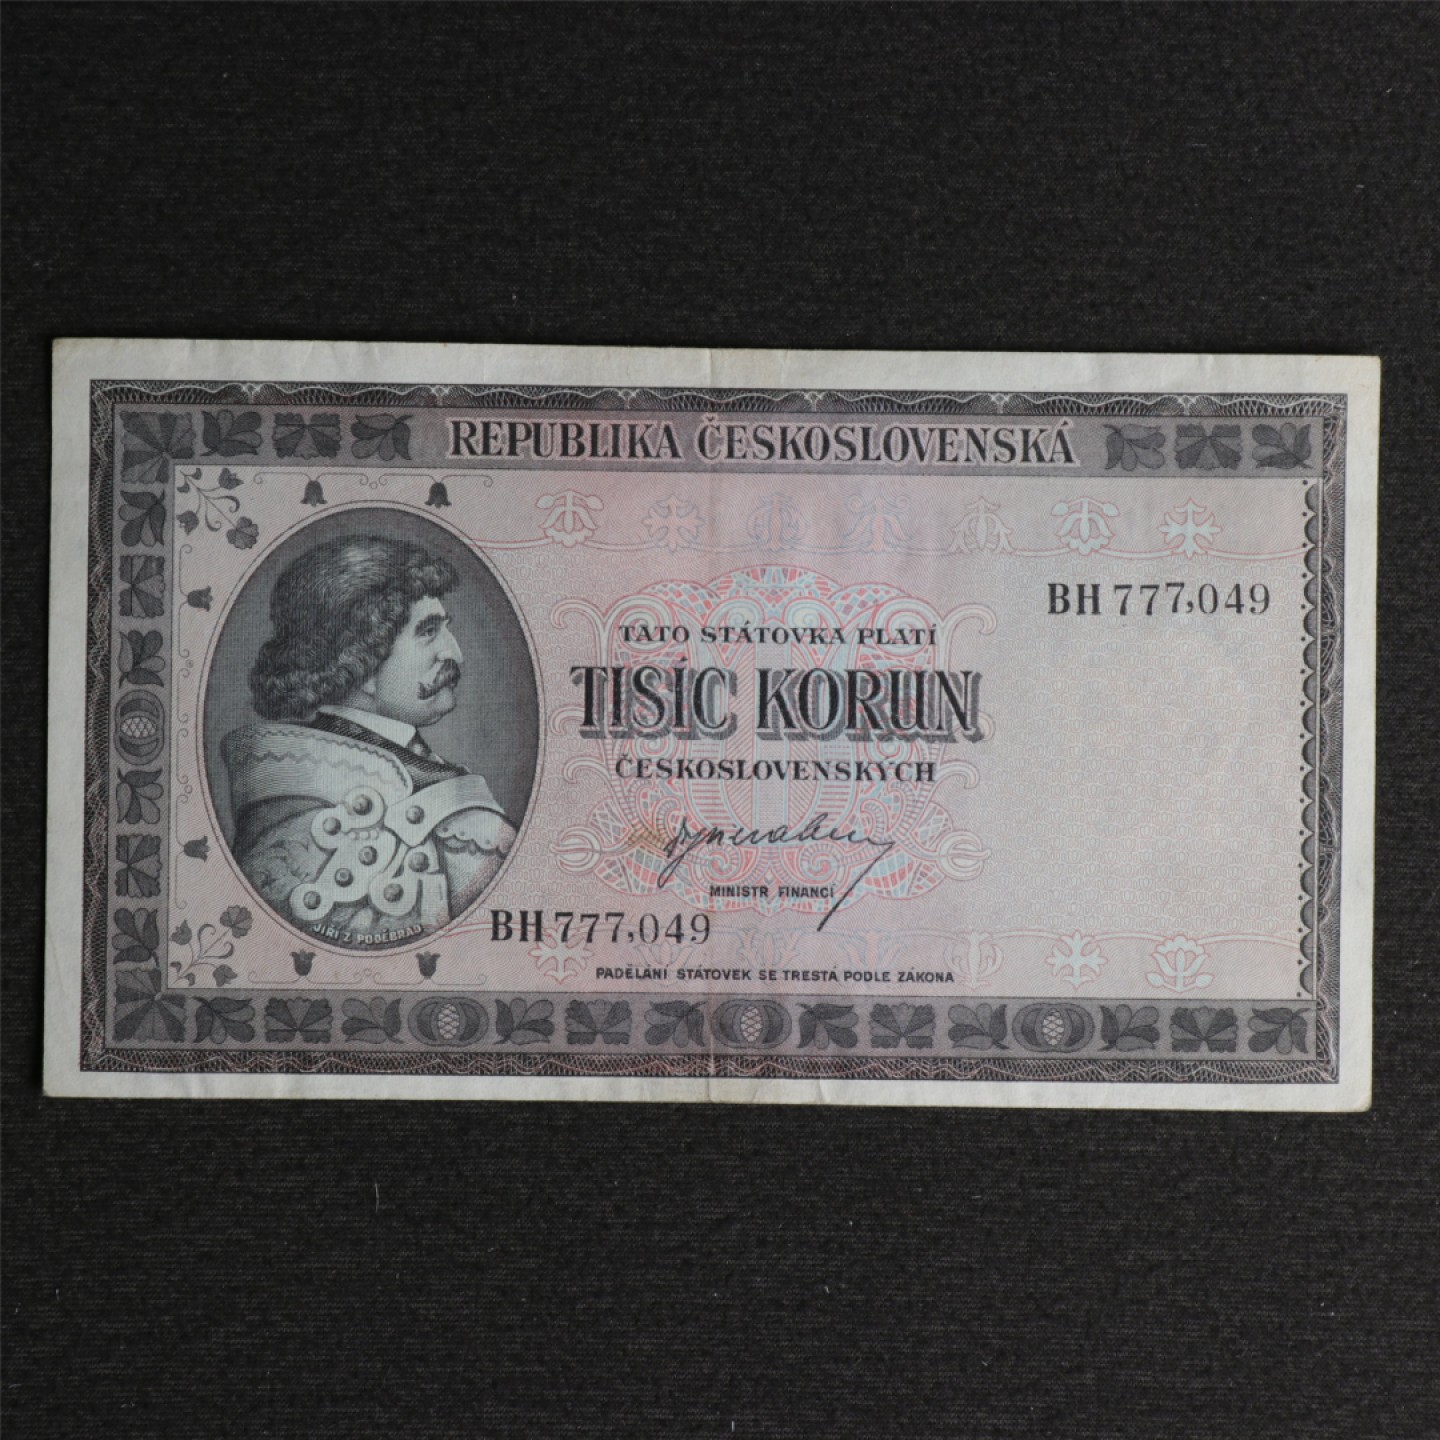 REPUBLIKA ČESKOSLOVENSKÁ
BH 777,049
TATO STÁTOVKA PLATÍ
TISÍC KORUN
ČESKOSLOVENSKÝCH
MINISTR FINANCÍ
JIŘÍ Z PODĚBRAD
BH 777,049
PADĚLÁNÍ STÁTOVEK SE TRESTÁ PODLE ZÁKONA